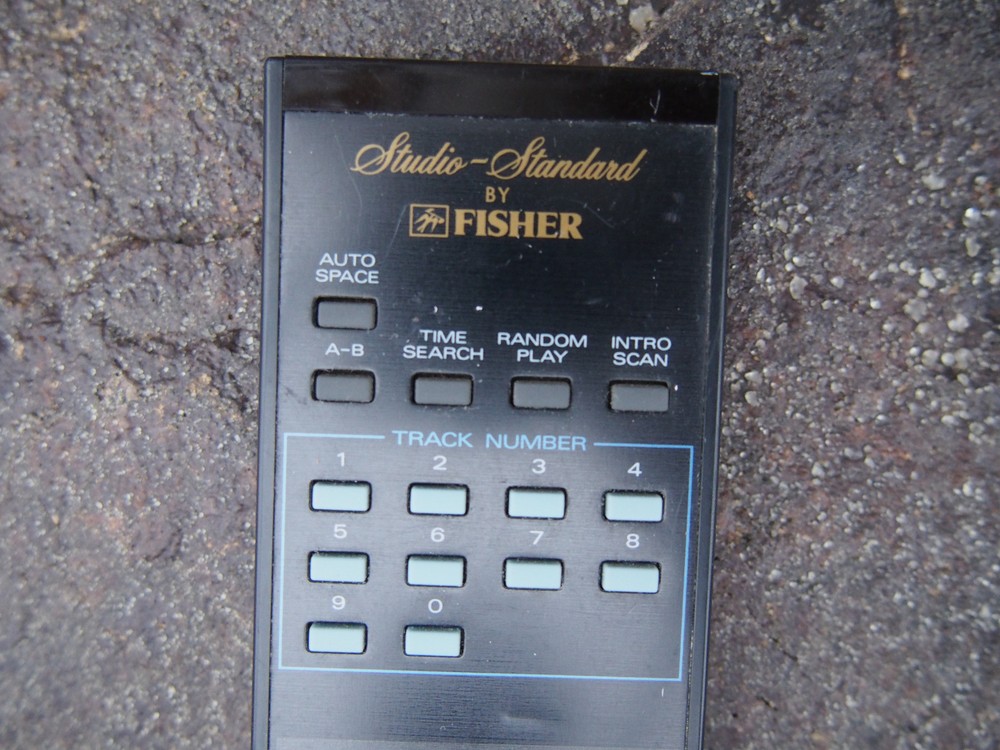 Studio-Standard
BY
FISHER
AUTO
SPACE
A-B
TIME
SEARCH
RANDOM
PLAY
INTRO
SCAN
TRACK NUMBER
1 2 3 4
5 6 7 8
9 0